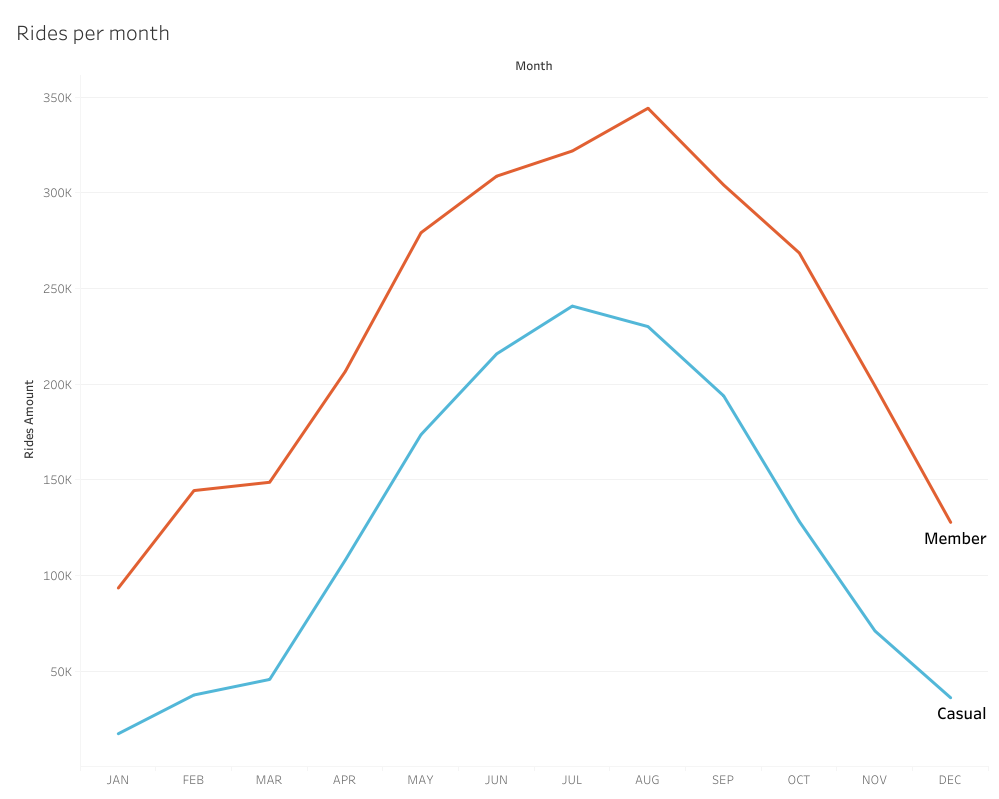 Rides per month
Month
Rides Amount
350K
300K
250K
200K
150K
100K
50K
Member
Casual
JAN FEB MAR APR MAY JUN JUL AUG SEP OCT NOV DEC